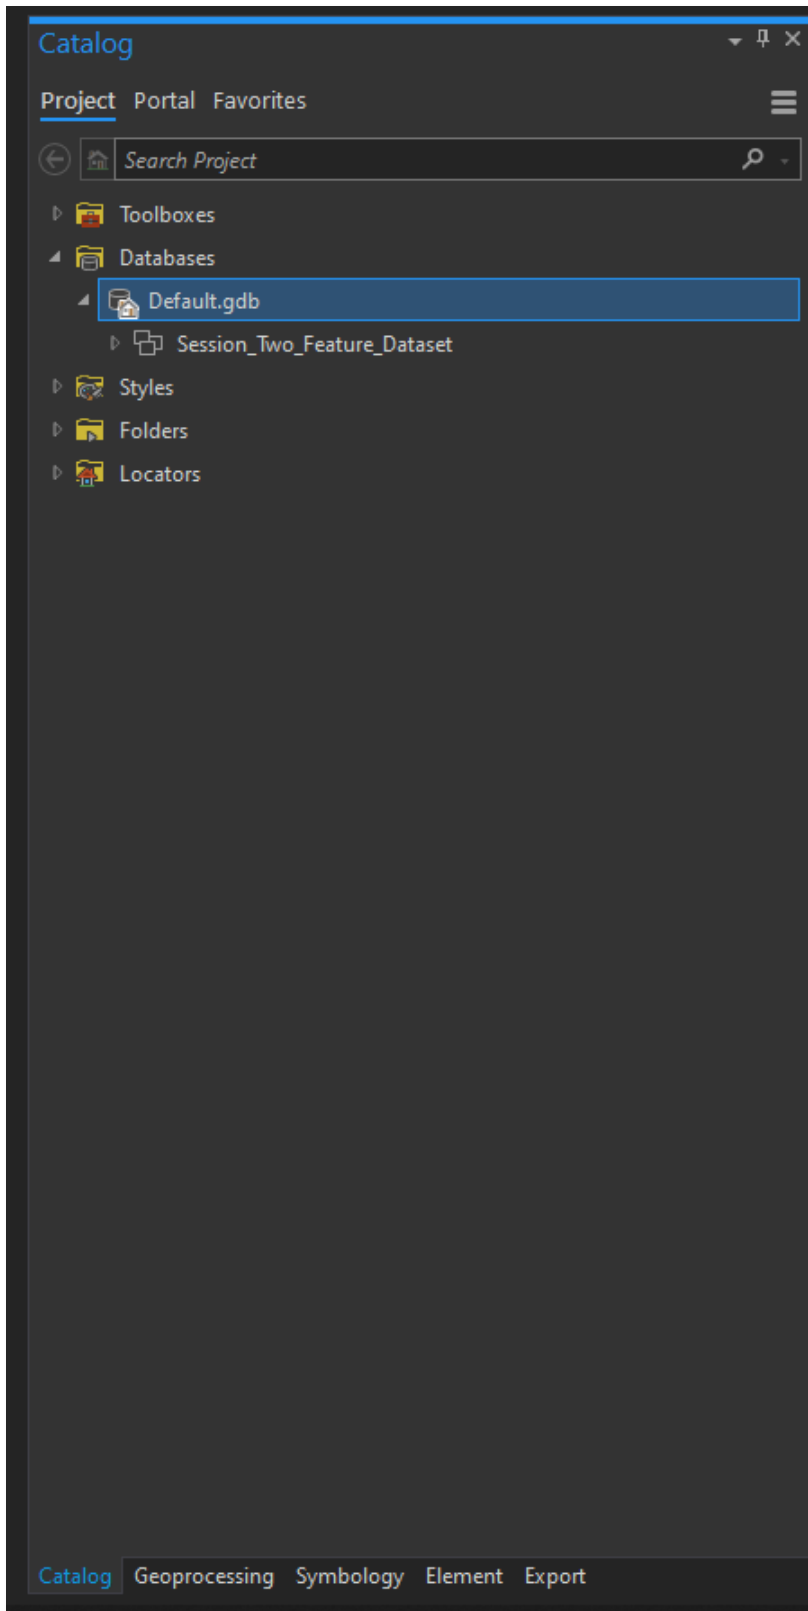 Catalog
Project Portal Favorites
Search Project
Toolboxes
Databases
Default.gdb
Session_Two_Feature_Dataset
Styles
Folders
Locators
Catalog Geoprocessing Symbology Element Export